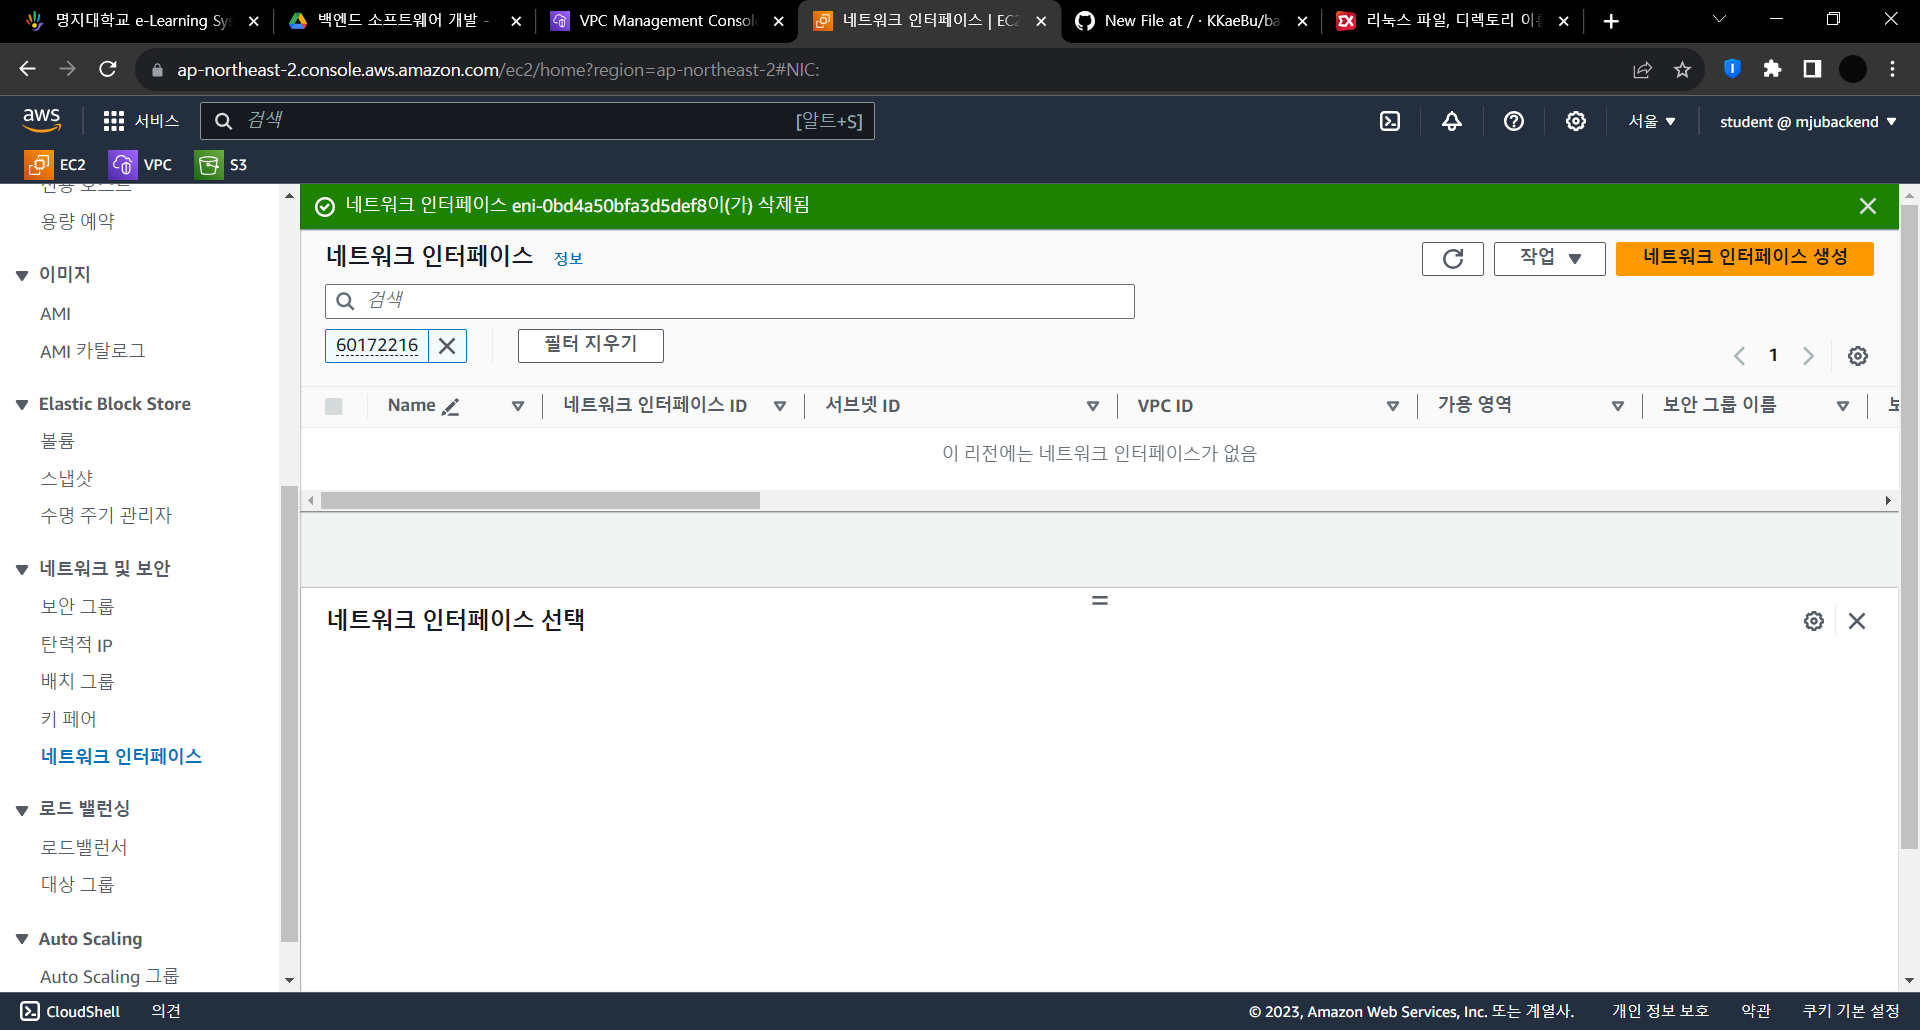 명지대학교 e-Learning Sy
백엔드 소프트웨어 개발 -
VPC Management Consol
네트워크 인터페이스 | EC2
New File at / · KKaeBu/ba
리눅스 파일, 디렉토리 이
ap-northeast-2.console.aws.amazon.com/ec2/home?region=ap-northeast-2#NIC:
aws
서비스
검색
[알트+S]
서울
student @ mjubackend
EC2
VPC
S3
전용 호스트
용량 예약
이미지
AMI
AMI 카탈로그
Elastic Block Store
볼륨
스냅샷
수명 주기 관리자
네트워크 및 보안
보안 그룹
탄력적 IP
배치 그룹
키 페어
네트워크 인터페이스
로드 밸런싱
로드밸런서
대상 그룹
Auto Scaling
Auto Scaling 그룹
네트워크 인터페이스 eni-0bd4a50bfa3d5def8이(가) 삭제됨
네트워크 인터페이스 정보
작업
네트워크 인터페이스 생성
검색
60172216
필터 지우기
1
Name
네트워크 인터페이스 ID
서브넷 ID
VPC ID
가용 영역
보안 그룹 이름
이 리전에는 네트워크 인터페이스가 없음
네트워크 인터페이스 선택
CloudShell
의견
© 2023, Amazon Web Services, Inc. 또는 계열사.
개인 정보 보호
약관
쿠키 기본 설정